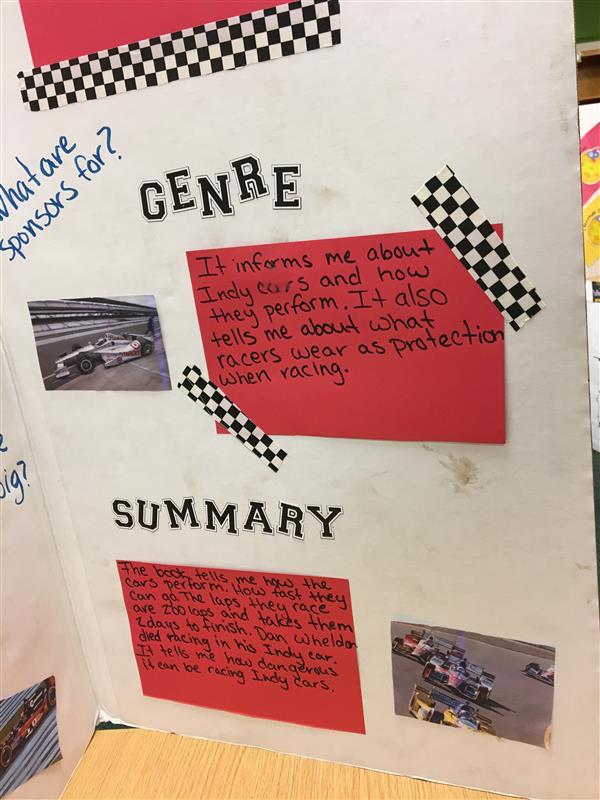 What are
sponsors for?
GENRE
It informs me about
Indy cars and how
they perform. It also
tells me about what
racers wear as protection
when racing.
big?
SUMMARY
The book tells me how the
cars perform. How fast they
can go. The laps they race
are 200 laps and takes them
2days to finish. Dan Wheldon
died racing in his Indy car.
It tells me how dangerous
it can be racing Indy Cars.